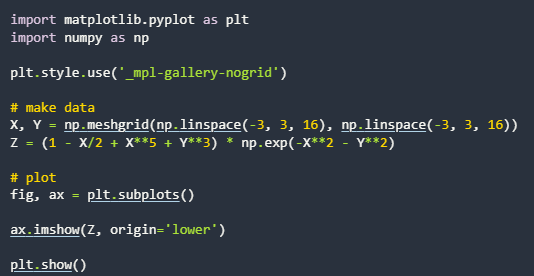 import matplotlib.pyplot as plt
import numpy as np
plt.style.use('_mpl-gallery-nogrid')
# make data
X, Y = np.meshgrid(np.linspace(-3, 3, 16), np.linspace(-3, 3, 16))
Z = (1 - X/2 + X**5 + Y**3) * np.exp(-X**2 - Y**2)
# plot
fig, ax = plt.subplots()
ax.imshow(Z, origin='lower')
plt.show()